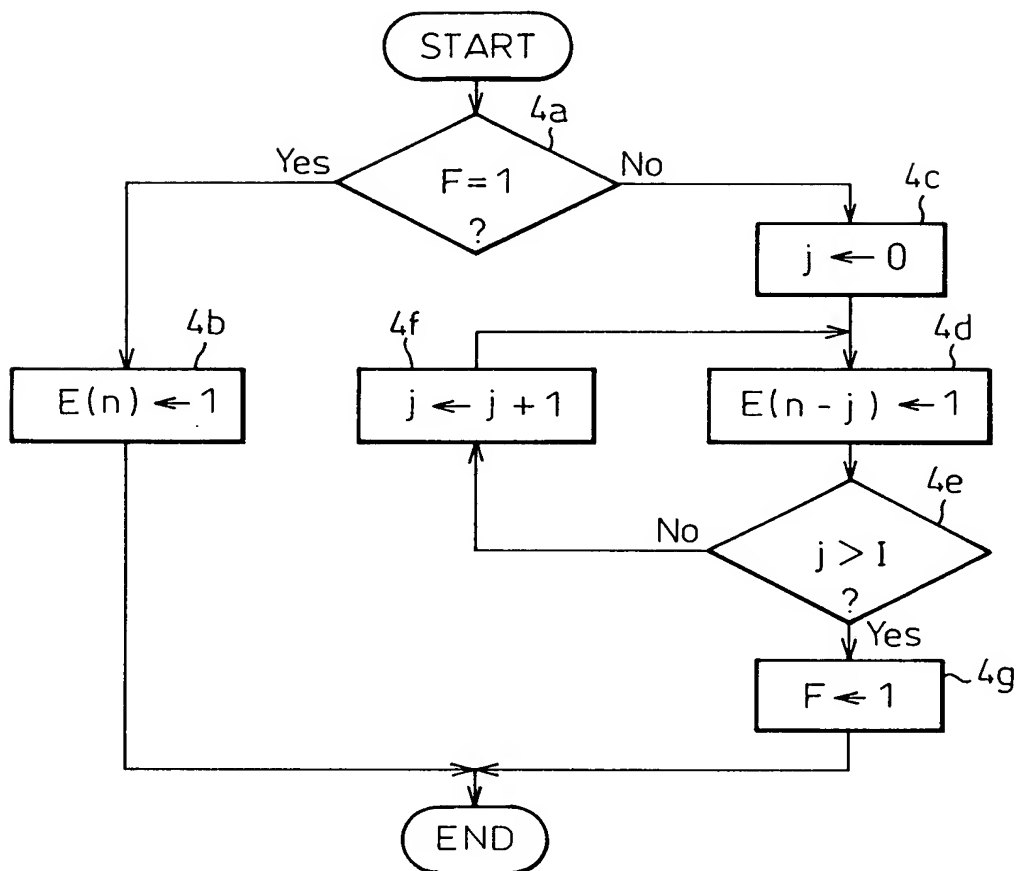 START
4a
Yes
F = 1
?
No
4c
j ← 0
4b
E(n) ← 1
4f
j ← j + 1
4d
E(n - j) ← 1
4e
No
j > I
?
Yes
4g
F ← 1
END